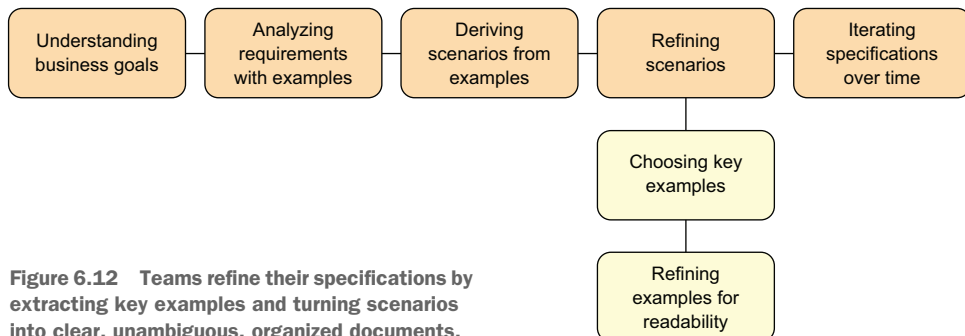 Understanding
business goals
Analyzing
requirements
with examples
Deriving
scenarios from
examples
Refining
scenarios
Iterating
specifications
over time
Choosing key
examples
Refining
examples for
readability
Figure 6.12 Teams refine their specifications by
extracting key examples and turning scenarios
into clear, unambiguous, organized documents.